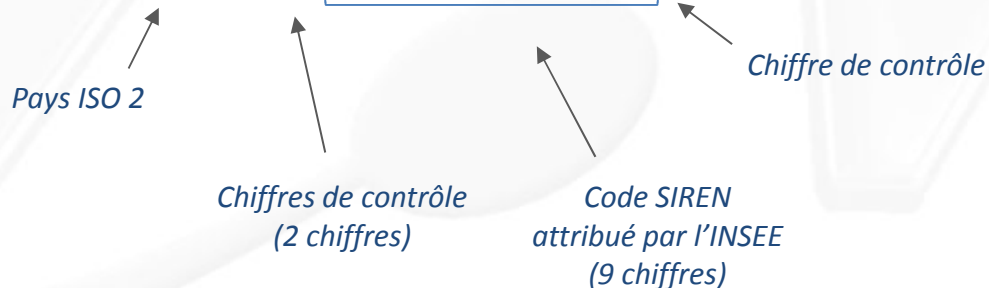 Chiffre de contrôle
Pays ISO 2
Chiffres de contrôle
(2 chiffres)
Code SIREN
attribué par l'INSEE
(9 chiffres)